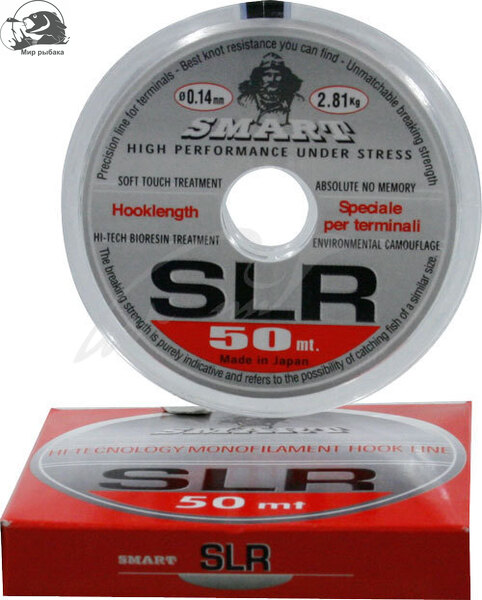 Мир рыбака
Precision line for terminals - Best knot resistance you can find - Unmatchable breaking strength
ø0.14mm
2.81Kg
SMART
HIGH PERFORMANCE UNDER STRESS
SOFT TOUCH TREATMENT
ABSOLUTE NO MEMORY
Hooklength
Speciale
per terminali
HI-TECH BIORESIN TREATMENT
ENVIRONMENTAL CAMOUFLAGE
SLR
50 mt.
Made in Japan
The breaking strength is purely indicative and refers to the possibility of catching fish of a similar size.
SMART
HI TECNOLOGY MONOFILAMENT HOOK LINE
SLR
50 mt
SMART SLR